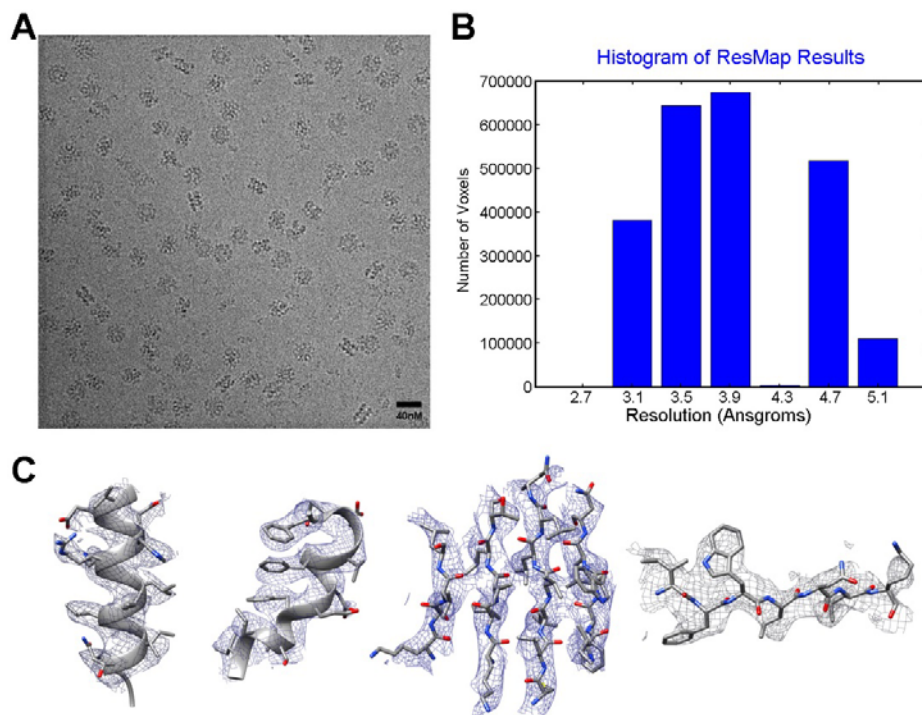 A
40nM
B
Histogram of ResMap Results
Number of Voxels
700000
600000
500000
400000
300000
200000
100000
0
2.7 3.1 3.5 3.9 4.3 4.7 5.1
Resolution (Ansgroms)
C